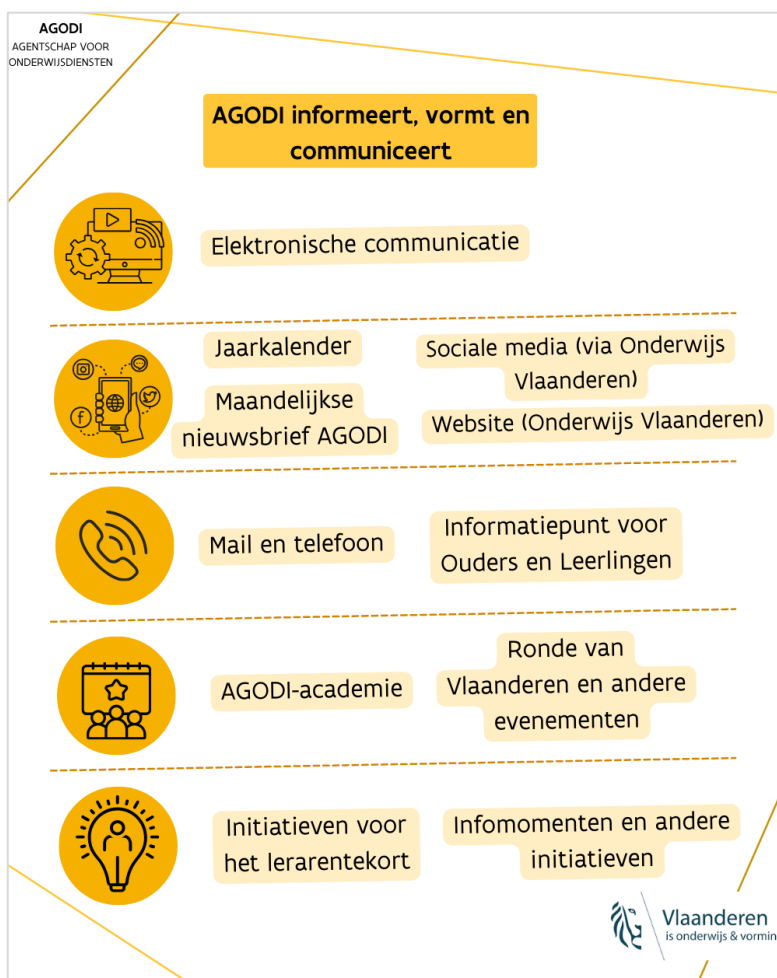 AGODI
AGENTSCHAP VOOR
ONDERWIJSDIENSTEN
AGODI informeert, vormt en
communiceert
Elektronische communicatie
Jaarkalender
Maandelijkse
nieuwsbrief AGODI
Sociale media (via Onderwijs
Vlaanderen)
Website (Onderwijs Vlaanderen)
Mail en telefoon
Informatiepunt voor
Ouders en Leerlingen
AGODI-academie
Ronde van
Vlaanderen en andere
evenementen
Initiatieven voor
het lerarentekort
Infomomenten en andere
initiatieven
Vlaanderen
is onderwijs & vormin